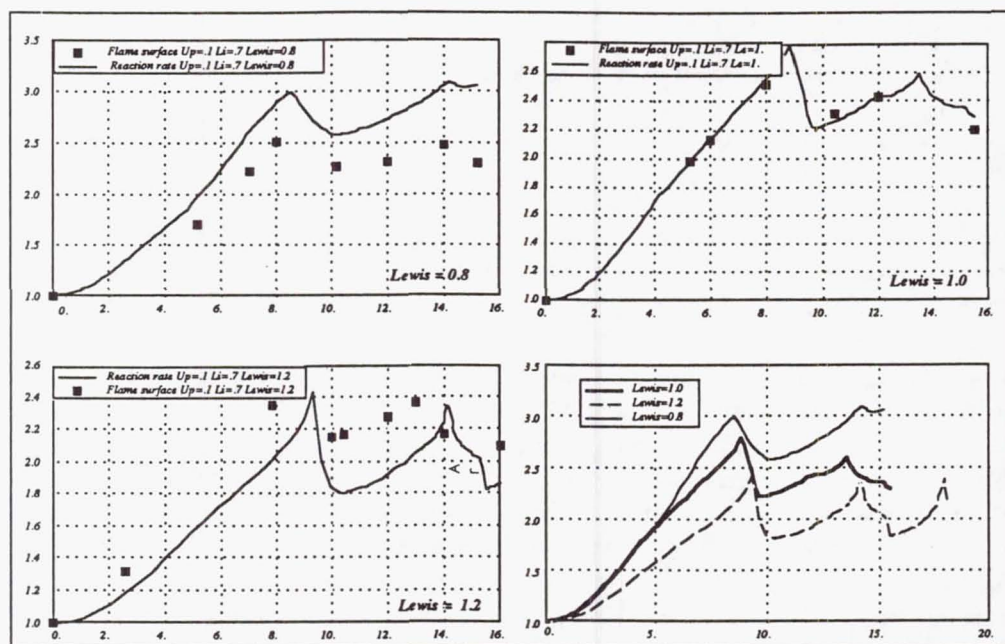 3.5
3.0
2.5
2.0
1.5
1.0
Flame surface Up=.1 Li=.7 Lewis=0.8
Reaction rate Up=.1 Li=.7 Lewis=0.8
Lewis = 0.8
0. 2. 4. 6. 8. 10. 12. 14. 16.
2.6
2.4
2.2
2.0
1.8
1.6
1.4
1.2
1.0
Flame surface Up=.1 Li=.7 Le=1.
Reaction rate Up=.1 Li=.7 Le=1.
Lewis = 1.0
0. 2. 4. 6. 8. 10. 12. 14. 16.
2.6
2.4
2.2
2.0
1.8
1.6
1.4
1.2
1.0
Reaction rate Up=.1 Li=.7 Lewis=1.2
Flame surface Up=.1 Li=.7 Lewis=1.2
A
Lewis = 1.2
0. 2. 4. 6. 8. 10. 12. 14. 16.
3.5
3.0
2.5
2.0
1.5
1.0
Lewis=1.0
Lewis=1.2
Lewis=0.8
0. 5. 10. 15. 20.